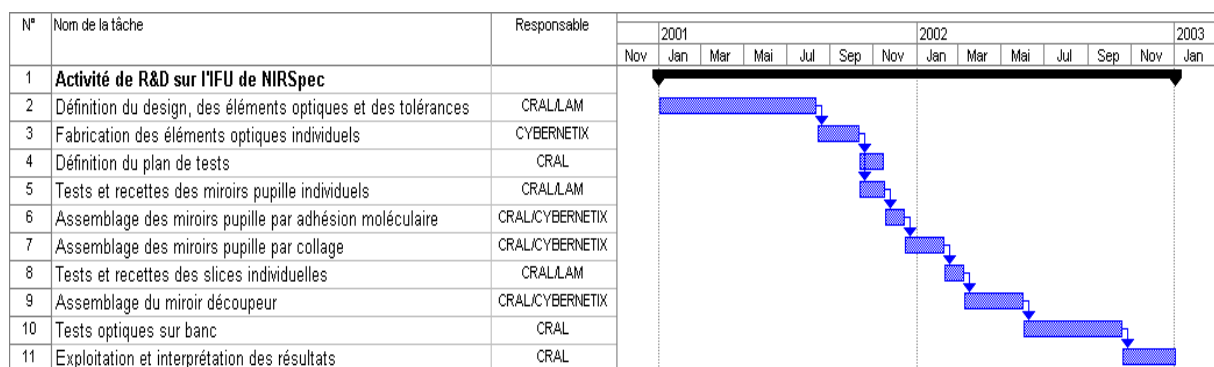 N° Nom de la tâche Responsable 2001 2002 2003
Nov Jan Mar Mai Jul Sep Nov Jan Mar Mai Jul Sep Nov Jan
1 Activité de R&D sur l'IFU de NIRSpec
2 Définition du design, des éléments optiques et des tolérances CRAL/LAM
3 Fabrication des éléments optiques individuels CYBERNETIX
4 Définition du plan de tests CRAL
5 Tests et recettes des miroirs pupille individuels CRAL/LAM
6 Assemblage des miroirs pupille par adhésion moléculaire CRAL/CYBERNETIX
7 Assemblage des miroirs pupille par collage CRAL/CYBERNETIX
8 Tests et recettes des slices individuelles CRAL/LAM
9 Assemblage du miroir découpeur CRAL/CYBERNETIX
10 Tests optiques sur banc CRAL
11 Exploitation et interprétation des résultats CRAL